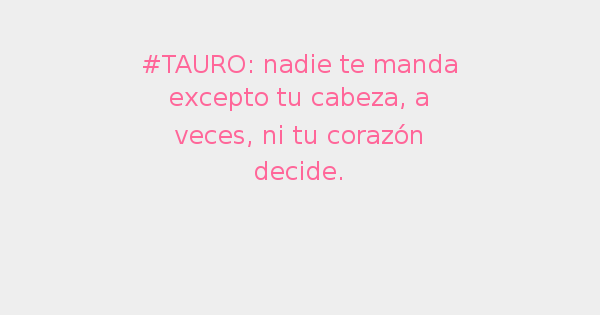 #TAURO: nadie te manda
excepto tu cabeza, a
veces, ni tu corazón
decide.